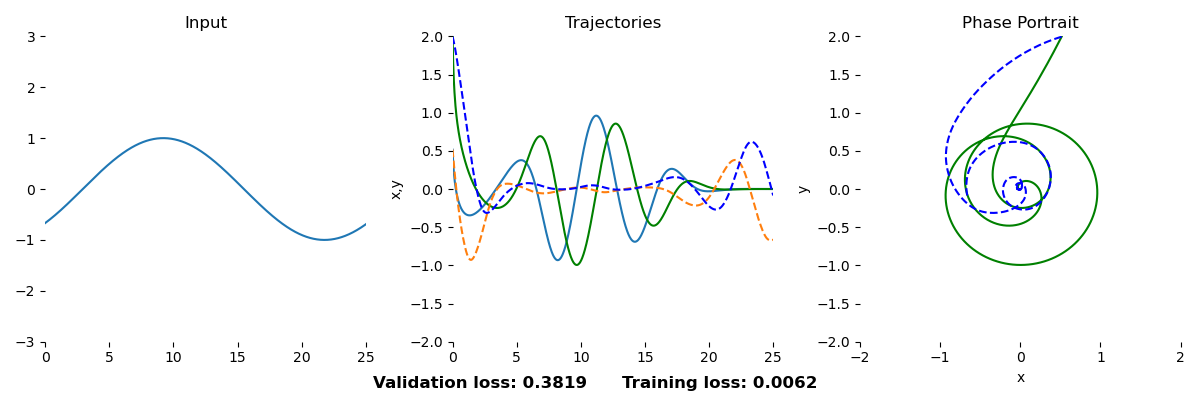 Input
3
2
1
0
−1
−2
−3
0 5 10 15 20 25
Trajectories
x,y
2.0
1.5
1.0
0.5
0.0
−0.5
−1.0
−1.5
−2.0
0 5 10 15 20 25
Phase Portrait
y
2.0
1.5
1.0
0.5
0.0
−0.5
−1.0
−1.5
−2.0
−2 −1 0 1 2
x
Validation loss: 0.3819 Training loss: 0.0062